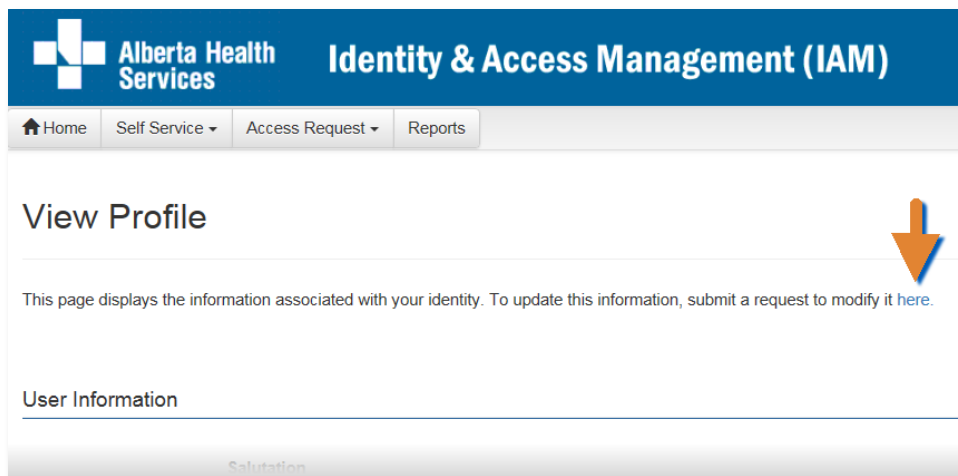 Alberta Health Services
Identity & Access Management (IAM)
Home Self Service Access Request Reports
View Profile
This page displays the information associated with your identity. To update this information, submit a request to modify it here.
User Information
Salutation